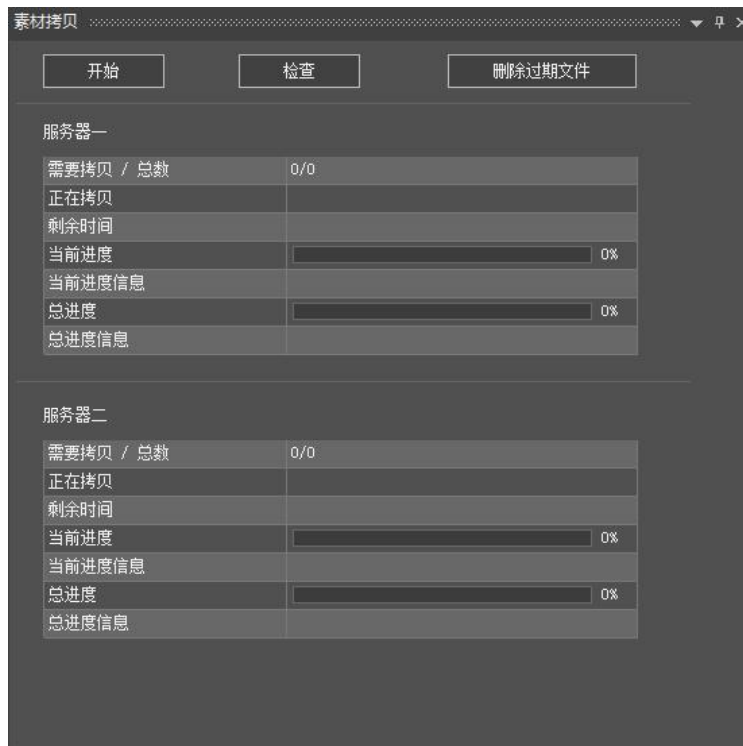 素材拷贝
开始 检查 删除过期文件
服务器一
需要拷贝 / 总数 0/0
正在拷贝
剩余时间
当前进度 0%
当前进度信息
总进度 0%
总进度信息
服务器二
需要拷贝 / 总数 0/0
正在拷贝
剩余时间
当前进度 0%
当前进度信息
总进度 0%
总进度信息